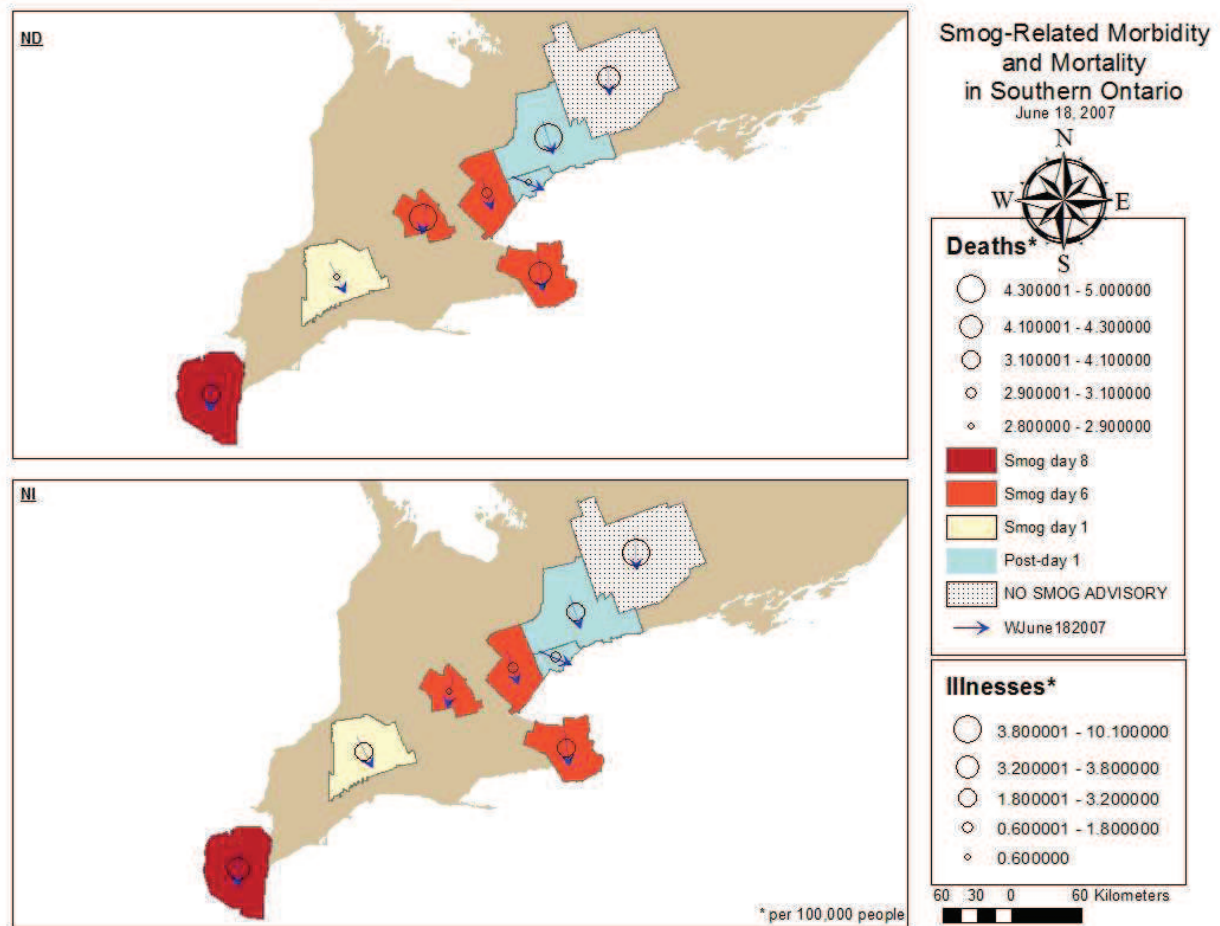 ND
NI
* per 100,000 people
Smog-Related Morbidity
and Mortality
in Southern Ontario
June 18, 2007
N
W
E
S
Deaths*
4.300001 - 5.000000
4.100001 - 4.300000
3.100001 - 4.100000
2.900001 - 3.100000
2.800000 - 2.900000
Smog day 8
Smog day 6
Smog day 1
Post-day 1
NO SMOG ADVISORY
WJune182007
Illnesses*
3.800001 - 10.100000
3.200001 - 3.800000
1.800001 - 3.200000
0.600001 - 1.800000
0.600000
60 30 0 60 Kilometers